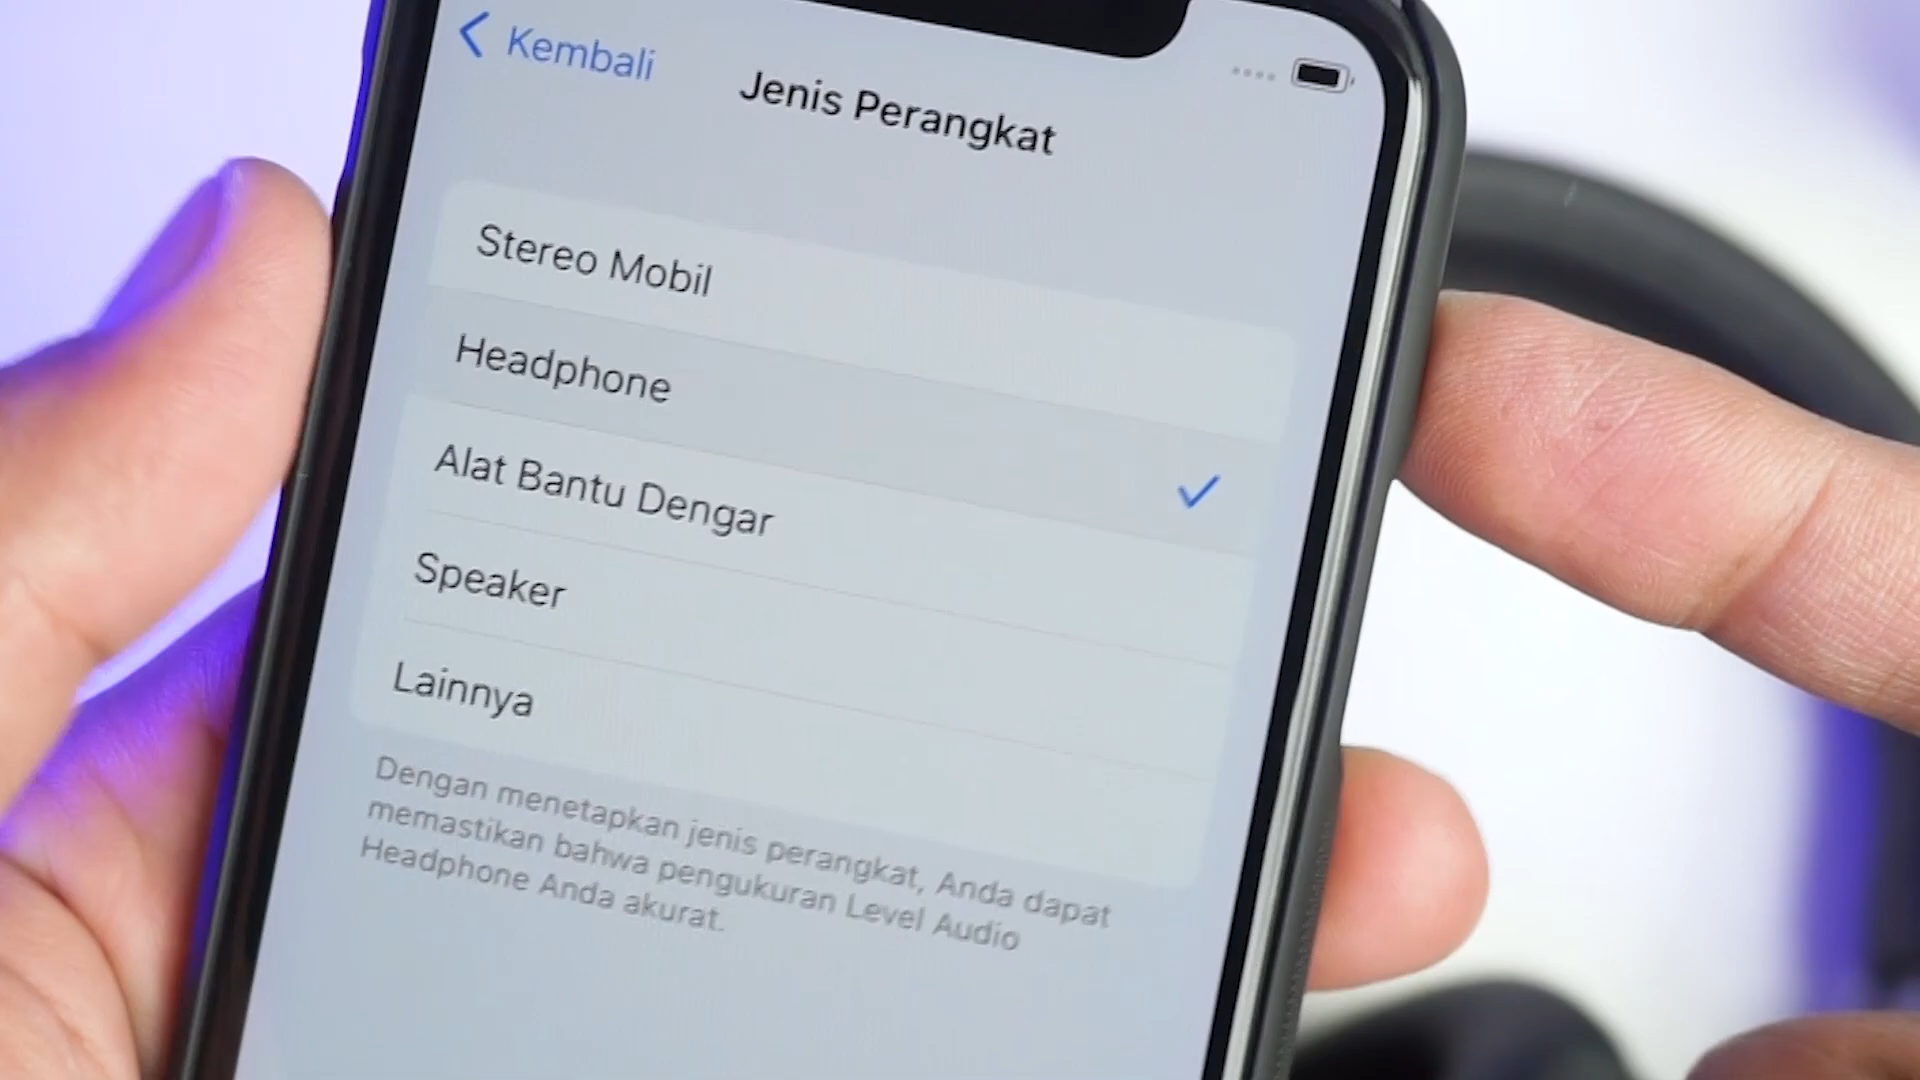 Kembali
Jenis Perangkat
Stereo Mobil
Headphone
Alat Bantu Dengar
Speaker
Lainnya
Dengan menetapkan jenis perangkat, Anda dapat
memastikan bahwa pengukuran Level Audio
Headphone Anda akurat.